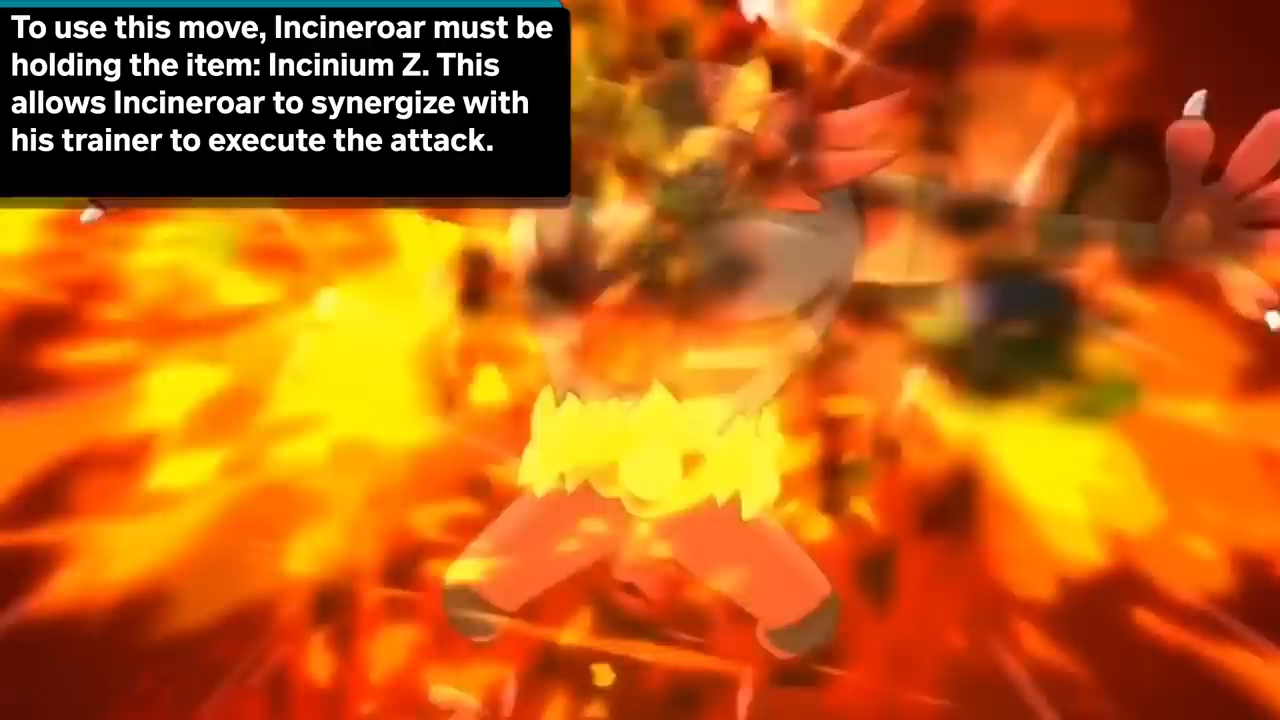 To use this move, Incineroar must be
holding the item: Incinium Z. This
allows Incineroar to synergize with
his trainer to execute the attack.